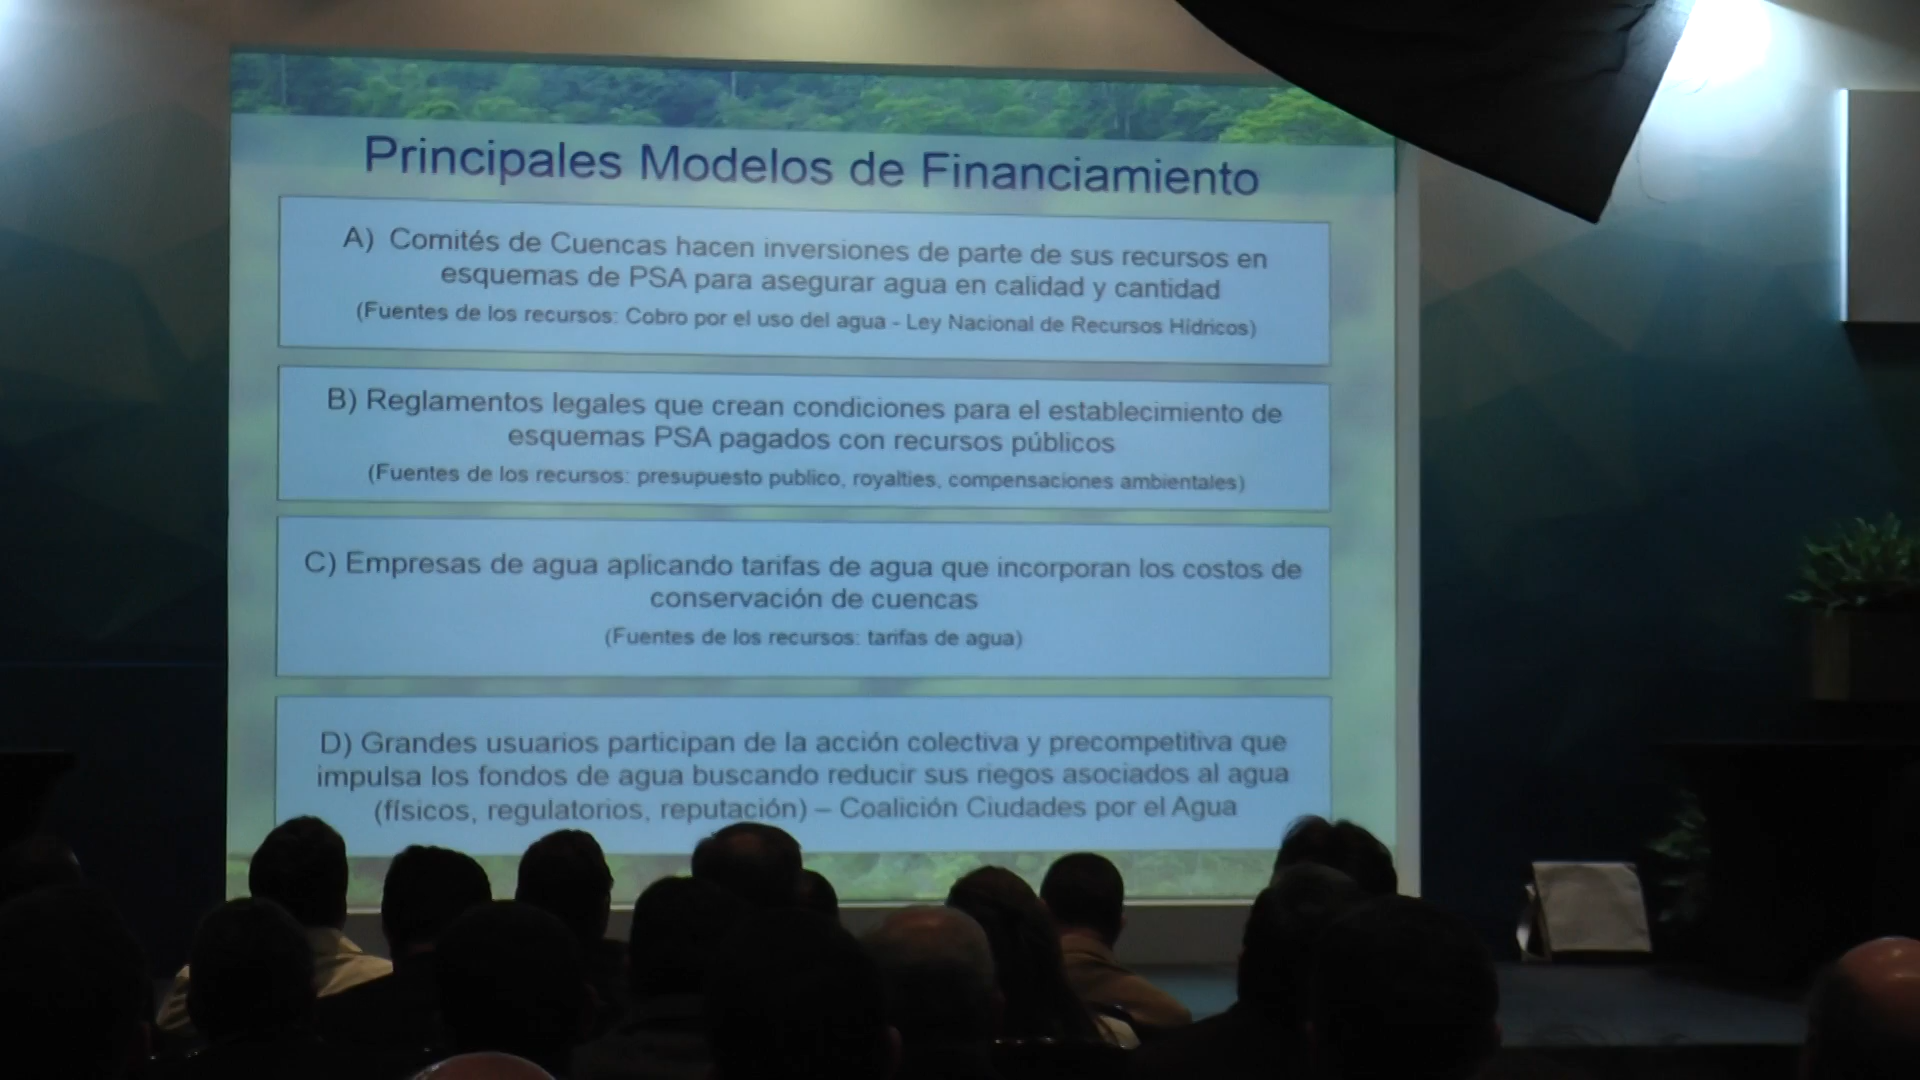 Principales Modelos de Financiamiento
A) Comités de Cuencas hacen inversiones de parte de sus recursos en
esquemas de PSA para asegurar agua en calidad y cantidad
(Fuentes de los recursos: Cobro por el uso del agua - Ley Nacional de Recursos Hídricos)
B) Reglamentos legales que crean condiciones para el establecimiento de
esquemas PSA pagados con recursos públicos
(Fuentes de los recursos: presupuesto publico, royalties, compensaciones ambientales)
C) Empresas de agua aplicando tarifas de agua que incorporan los costos de
conservación de cuencas
(Fuentes de los recursos: tarifas de agua)
D) Grandes usuarios participan de la acción colectiva y precompetitiva que
impulsa los fondos de agua buscando reducir sus riegos asociados al agua
(físicos, regulatorios, reputación) – Coalición Ciudades por el Agua